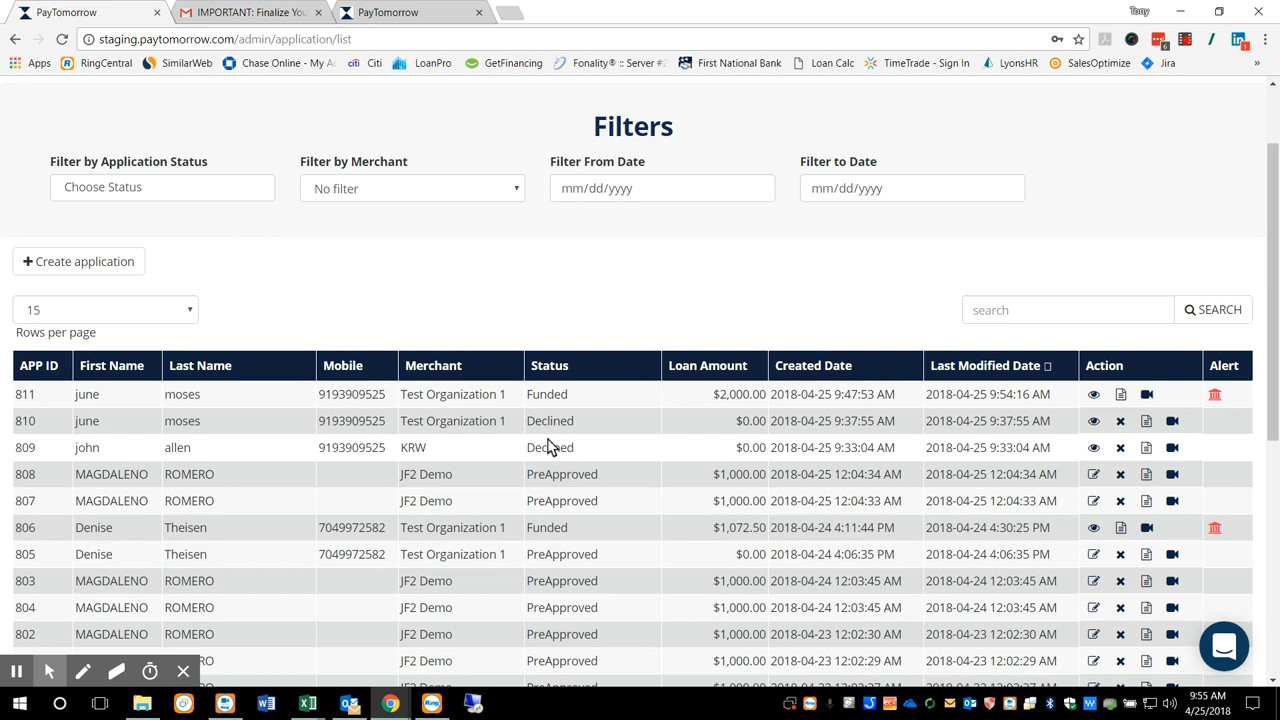 PayTomorrow
IMPORTANT: Finalize You
PayTomorrow
Tony
staging.paytomorrow.com/admin/application/list
6
1
Apps RingCentral SimilarWeb Chase Online - My A Citi LoanPro GetFinancing Fonality® :: Server #2 First National Bank Loan Calc TimeTrade - Sign In LyonsHR SalesOptimize Jira »
Filters
Filter by Application Status Filter by Merchant Filter From Date Filter to Date
Choose Status No filter mm/dd/yyyy mm/dd/yyyy
Create application
15 search SEARCH
Rows per page
APP ID First Name Last Name Mobile Merchant Status Loan Amount Created Date Last Modified Date Action Alert
811 june moses 9193909525 Test Organization 1 Funded $2,000.00 2018-04-25 9:47:53 AM 2018-04-25 9:54:16 AM
810 june moses 9193909525 Test Organization 1 Declined $0.00 2018-04-25 9:37:55 AM 2018-04-25 9:37:55 AM
809 john allen 9193909525 KRW Declined $0.00 2018-04-25 9:33:04 AM 2018-04-25 9:33:04 AM
808 MAGDALENO ROMERO JF2 Demo PreApproved $1,000.00 2018-04-25 12:04:34 AM 2018-04-25 12:04:34 AM
807 MAGDALENO ROMERO JF2 Demo PreApproved $1,000.00 2018-04-25 12:04:33 AM 2018-04-25 12:04:33 AM
806 Denise Theisen 7049972582 Test Organization 1 Funded $1,072.50 2018-04-24 4:11:44 PM 2018-04-24 4:30:25 PM
805 Denise Theisen 7049972582 Test Organization 1 PreApproved $0.00 2018-04-24 4:06:35 PM 2018-04-24 4:06:35 PM
803 MAGDALENO ROMERO JF2 Demo PreApproved $1,000.00 2018-04-24 12:03:45 AM 2018-04-24 12:03:45 AM
804 MAGDALENO ROMERO JF2 Demo PreApproved $1,000.00 2018-04-24 12:03:45 AM 2018-04-24 12:03:45 AM
802 MAGDALENO ROMERO JF2 Demo PreApproved $1,000.00 2018-04-23 12:02:30 AM 2018-04-23 12:02:30 AM
ROMERO JF2 Demo PreApproved $1,000.00 2018-04-23 12:02:29 AM 2018-04-23 12:02:29 AM
9:55 AM
4/25/2018